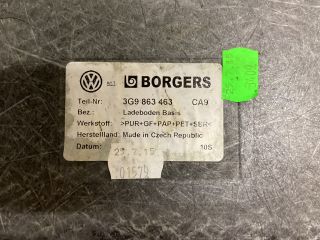 BORGERS
Teil-Nr: 3G9 863 463 CA9
Bez.: Ladeboden Basis
Werkstoff: >PUR+GF+PAP+PET+SBR<
Herstelland: Made in Czech Republic
Datum: 10S
01579